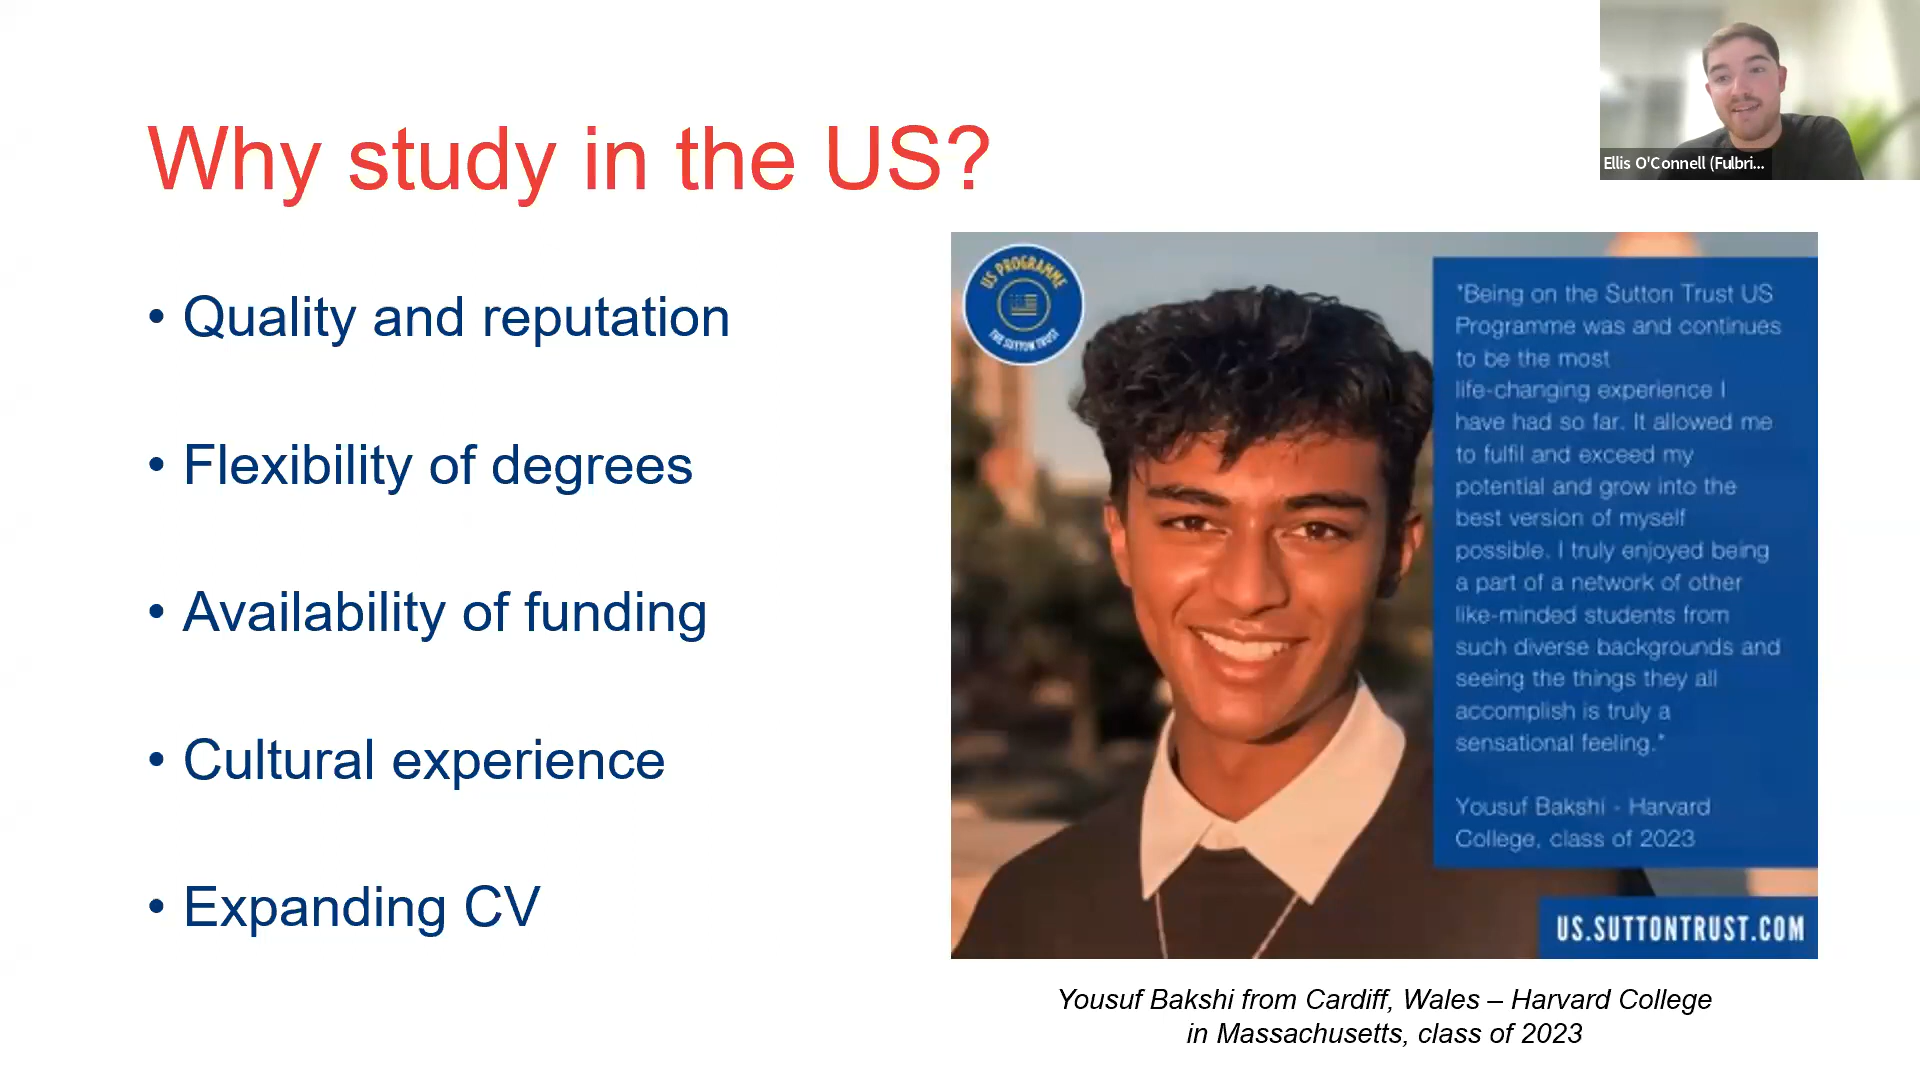 Why study in the US?
• Quality and reputation
• Flexibility of degrees
• Availability of funding
• Cultural experience
• Expanding CV
Ellis O'Connell (Fulbri...
US PROGRAMME
THE SUTTON TRUST
"Being on the Sutton Trust US
Programme was and continues
to be the most
life-changing experience I
have had so far. It allowed me
to fulfil and exceed my
potential and grow into the
best version of myself
possible. I truly enjoyed being
a part of a network of other
like-minded students from
such diverse backgrounds and
seeing the things they all
accomplish is truly a
sensational feeling."
Yousuf Bakshi - Harvard
College, class of 2023
US.SUTTONTRUST.COM
Yousuf Bakshi from Cardiff, Wales – Harvard College
in Massachusetts, class of 2023